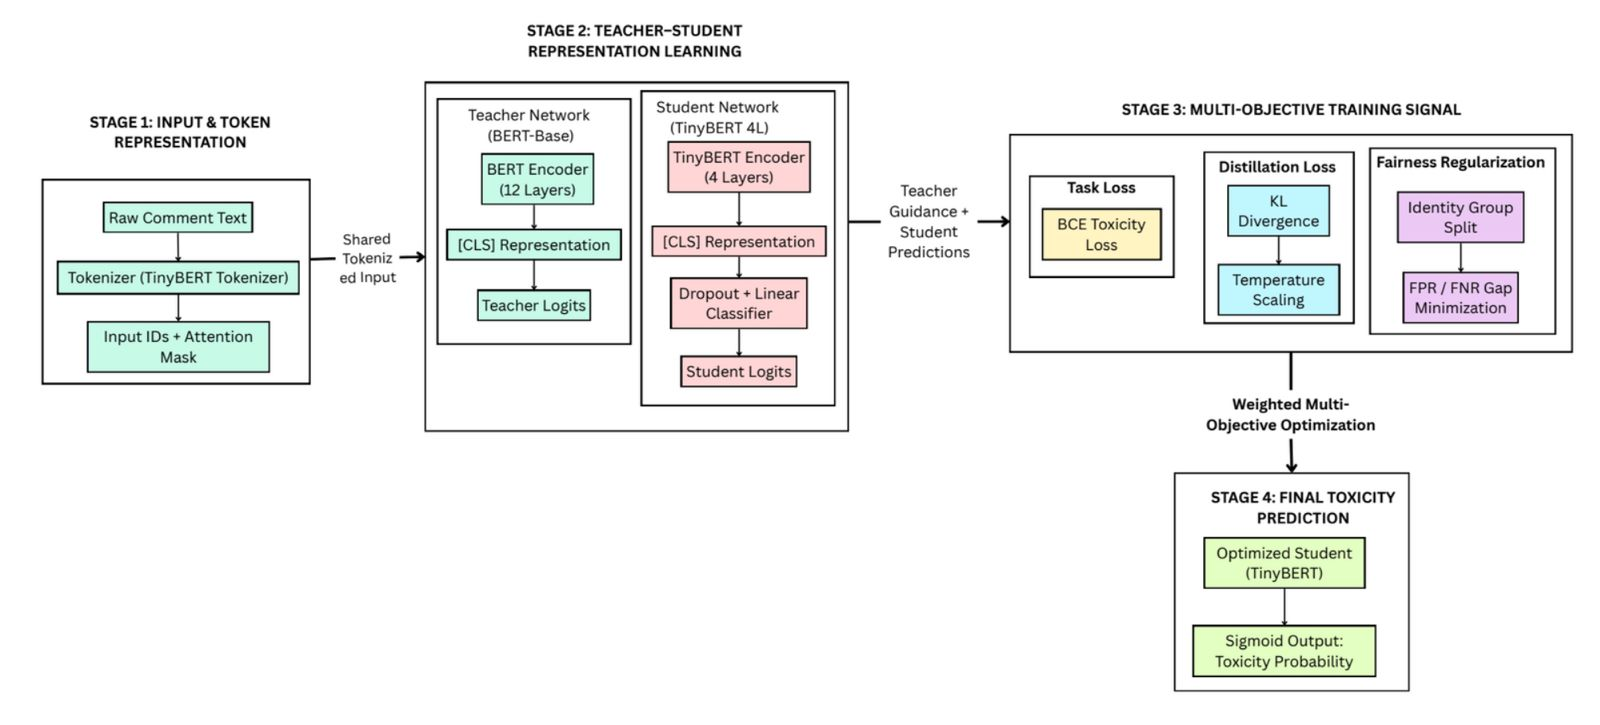 STAGE 1: INPUT & TOKEN
REPRESENTATION
Raw Comment Text
Tokenizer (TinyBERT Tokenizer)
Input IDs + Attention
Mask
Shared
Tokeniz
ed Input
STAGE 2: TEACHER–STUDENT
REPRESENTATION LEARNING
Teacher Network
(BERT-Base)
BERT Encoder
(12 Layers)
[CLS] Representation
Teacher Logits
Student Network
(TinyBERT 4L)
TinyBERT Encoder
(4 Layers)
[CLS] Representation
Dropout + Linear
Classifier
Student Logits
Teacher
Guidance +
Student
Predictions
STAGE 3: MULTI-OBJECTIVE TRAINING SIGNAL
Task Loss
BCE Toxicity
Loss
Distillation Loss
KL
Divergence
Temperature
Scaling
Fairness Regularization
Identity Group
Split
FPR / FNR Gap
Minimization
Weighted Multi-
Objective Optimization
STAGE 4: FINAL TOXICITY
PREDICTION
Optimized Student
(TinyBERT)
Sigmoid Output:
Toxicity Probability